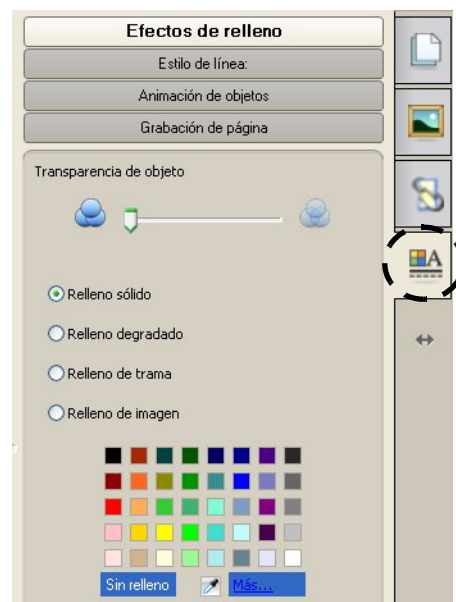 Efectos de relleno
Estilo de línea:
Animación de objetos
Grabación de página
Transparencia de objeto
Relleno sólido
Relleno degradado
Relleno de trama
Relleno de imagen
Sin relleno
Más...
A